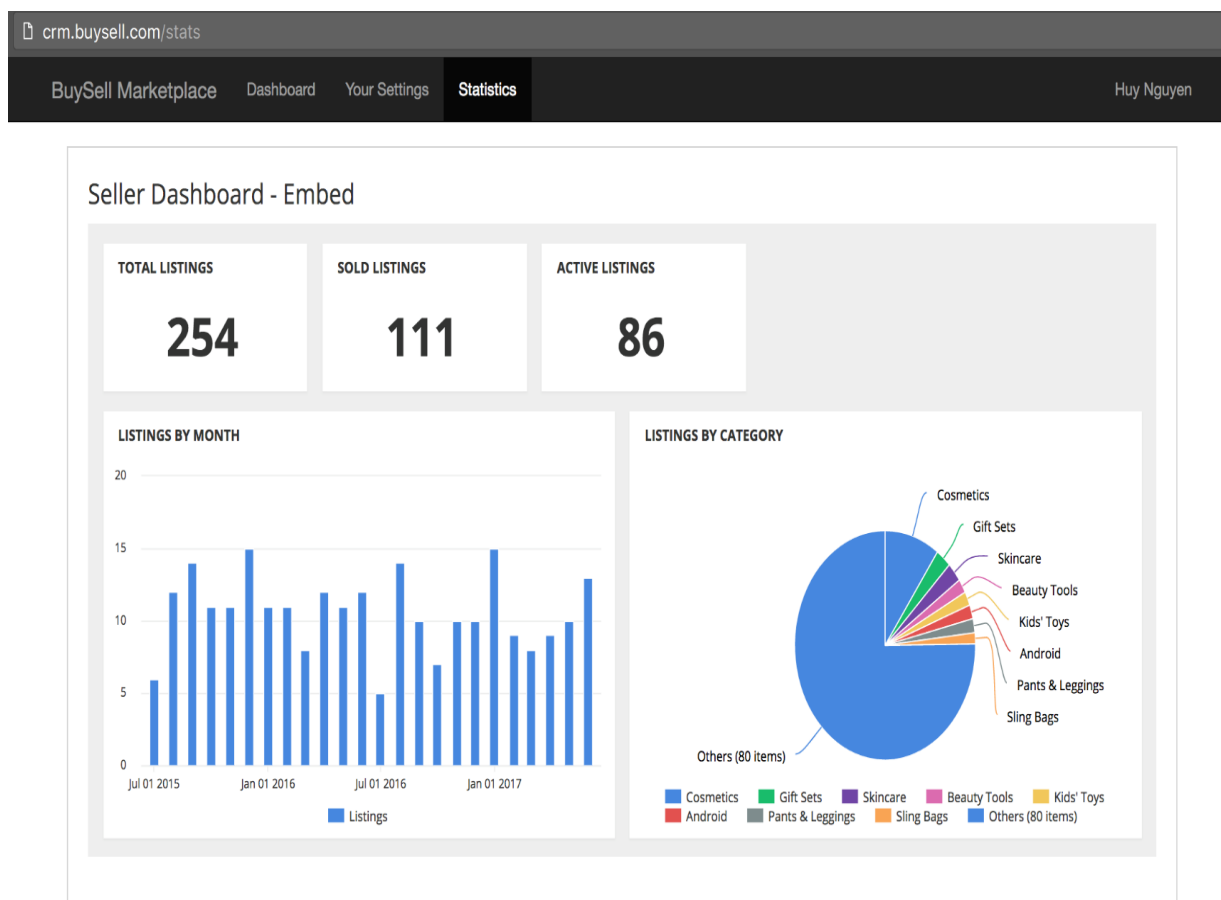 crm.buysell.com/stats
BuySell Marketplace Dashboard Your Settings Statistics Huy Nguyen
Seller Dashboard - Embed
TOTAL LISTINGS SOLD LISTINGS ACTIVE LISTINGS
254 111 86
LISTINGS BY MONTH
20
15
10
5
0
Jul 01 2015 Jan 01 2016 Jul 01 2016 Jan 01 2017
Listings
LISTINGS BY CATEGORY
Cosmetics
Gift Sets
Skincare
Beauty Tools
Kids' Toys
Android
Pants & Leggings
Sling Bags
Others (80 items)
Cosmetics Gift Sets Skincare Beauty Tools Kids' Toys
Android Pants & Leggings Sling Bags Others (80 items)